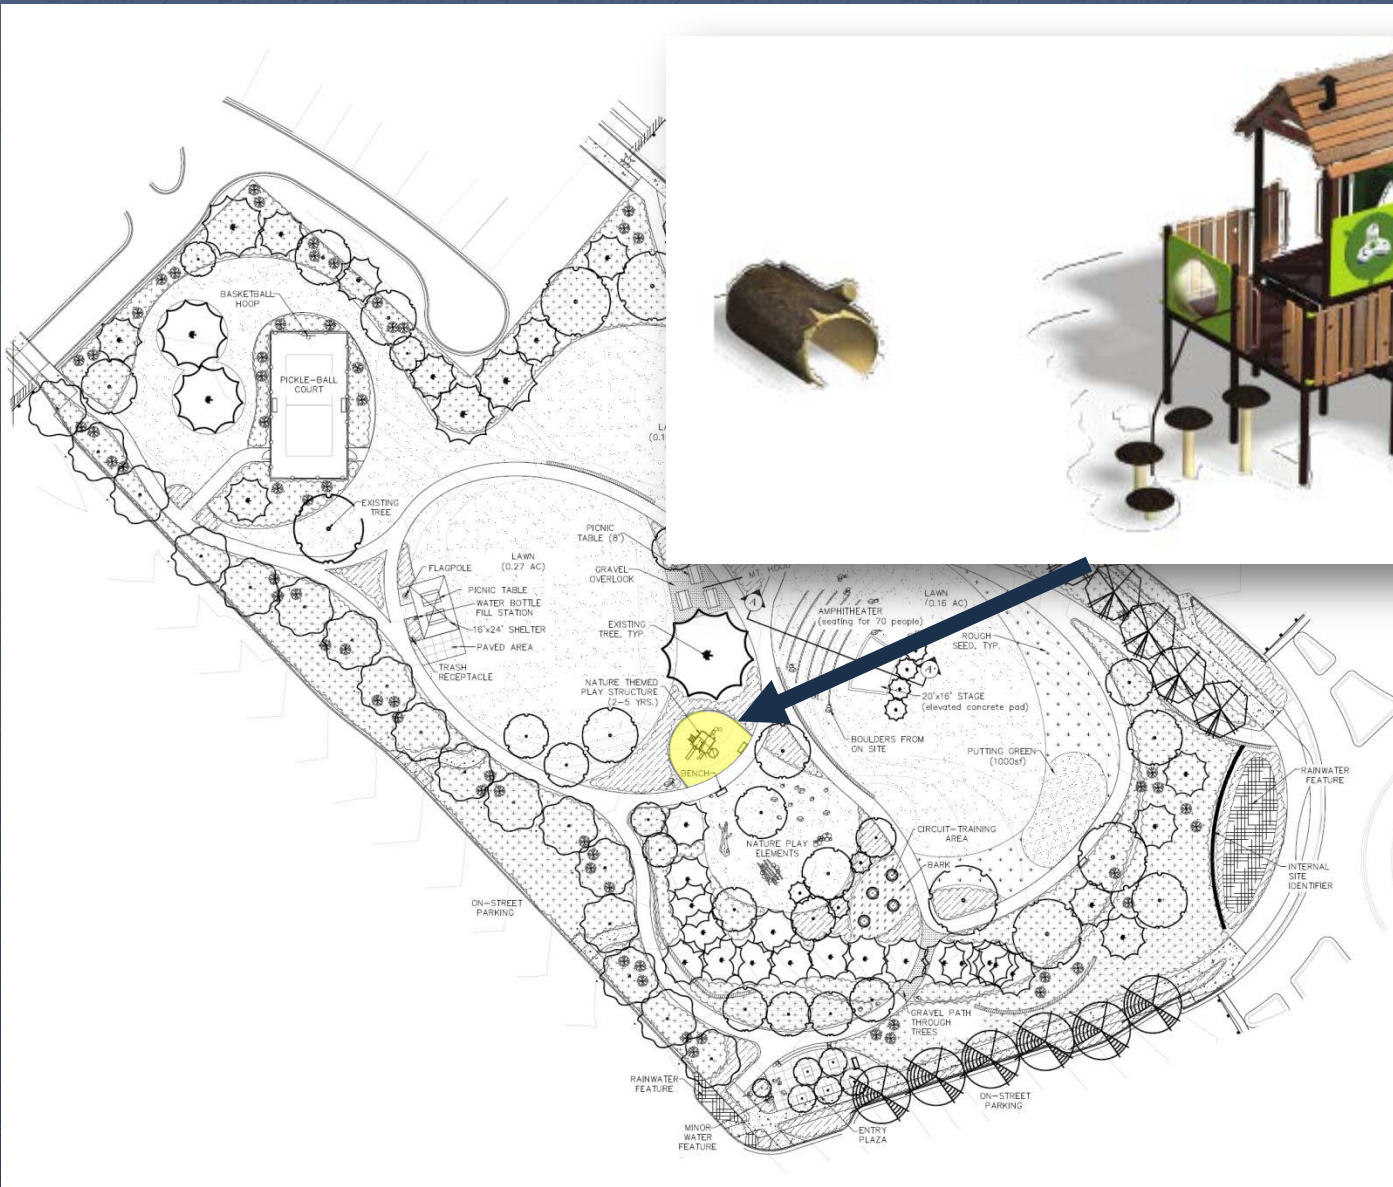 BASKETBALL
HOOP
PICKLE-BALL
COURT
EXISTING
TREE
PICNIC
TABLE (8')
LAWN
(0.27 AC)
GRAVEL
OVERLOOK
MT. HOOD
FLAGPOLE
PICNIC TABLE
WATER BOTTLE
FILL STATION
16'x24' SHELTER
PAVED AREA
TRASH
RECEPTACLE
EXISTING
TREE, TYP.
NATURE THEMED
PLAY STRUCTURE
(2-5 YRS.)
BENCH
AMPHITHEATER
(seating for 70 people)
LAWN
(0.16 AC)
ROUGH
SEED, TYP.
20'x16' STAGE
(elevated concrete pad)
BOULDERS FROM
ON SITE
PUTTING GREEN
(1000sf)
RAINWATER
FEATURE
NATURE PLAY
ELEMENTS
CIRCUIT-TRAINING
AREA
BARK
INTERNAL
SITE
IDENTIFIER
ON-STREET
PARKING
GRAVEL PATH
THROUGH
TREES
RAINWATER
FEATURE
ON-STREET
PARKING
MINOR
WATER
FEATURE
ENTRY
PLAZA